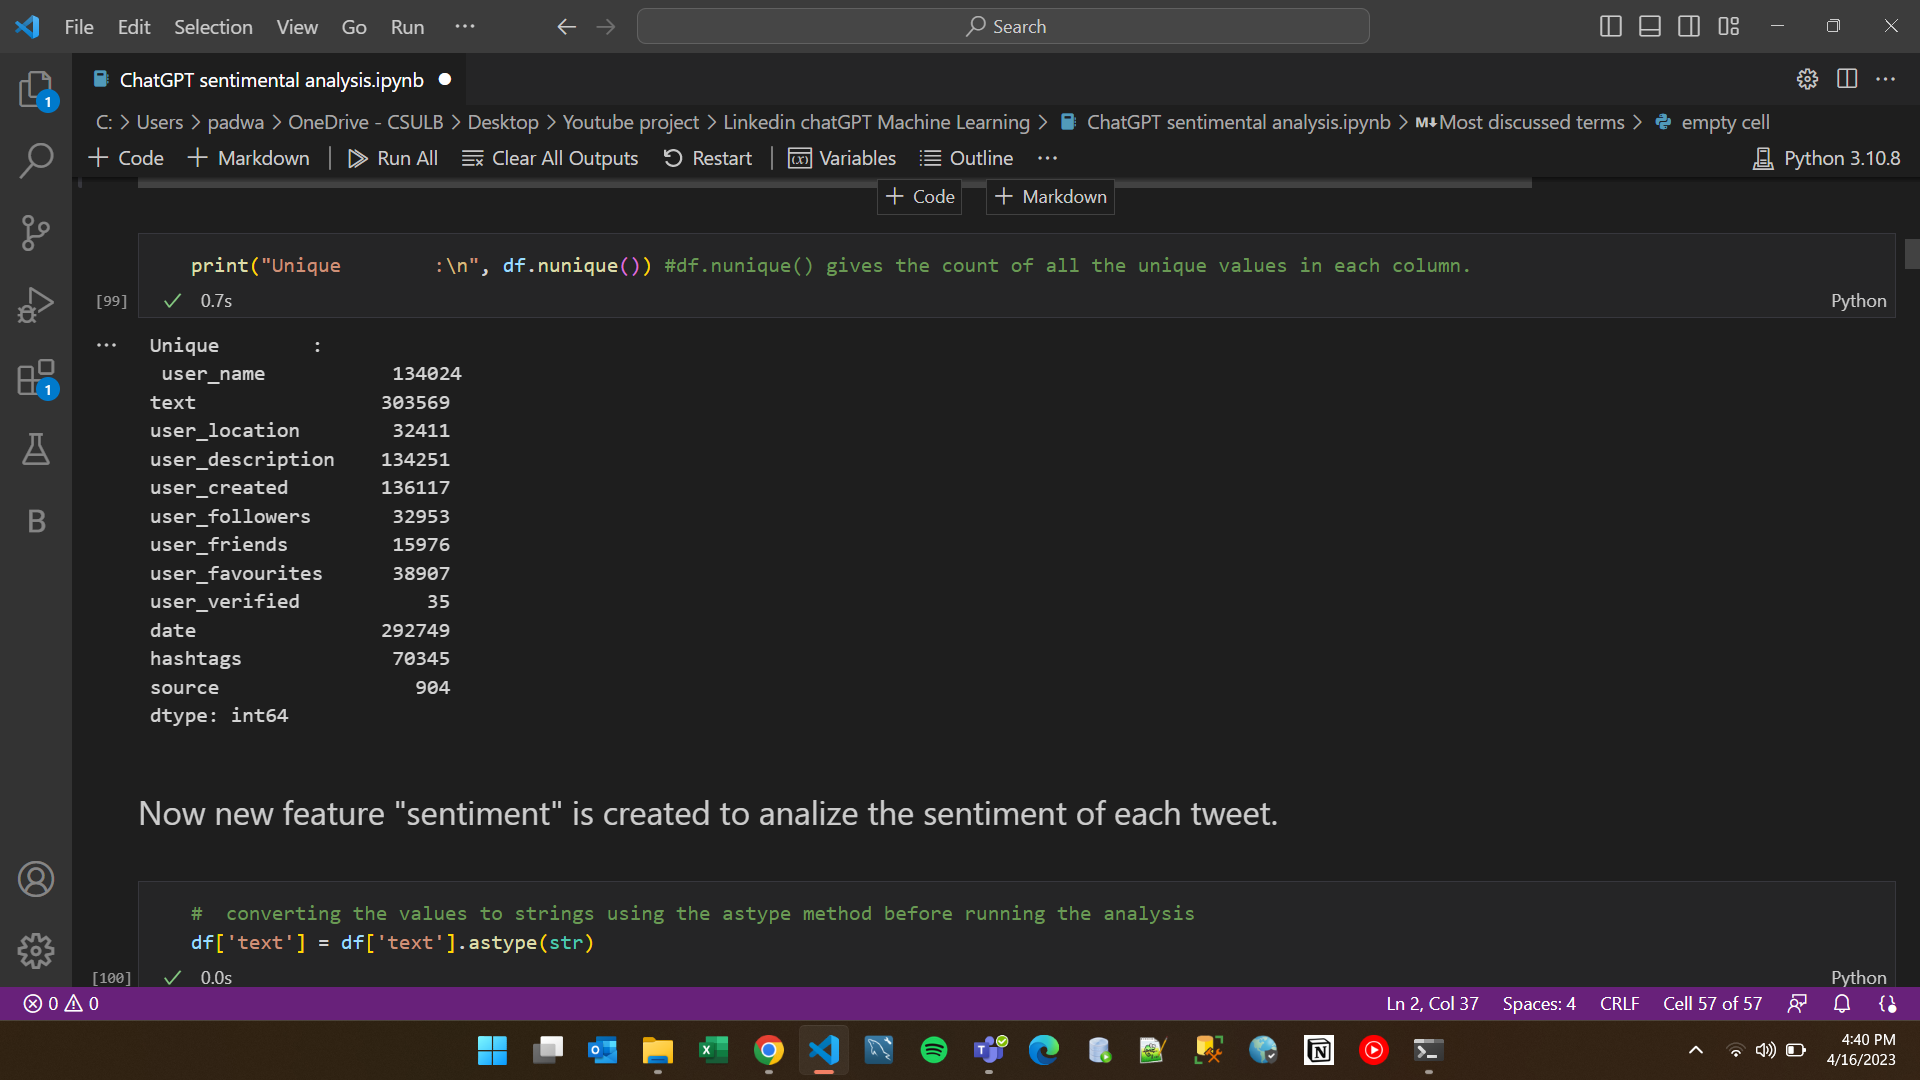 File Edit Selection View Go Run ··· Search
ChatGPT sentimental analysis.ipynb
C: > Users > padwa > OneDrive - CSULB > Desktop > Youtube project > Linkedin chatGPT Machine Learning > ChatGPT sentimental analysis.ipynb > M↓Most discussed terms > empty cell
+ Code + Markdown | Run All Clear All Outputs Restart | Variables Outline ··· Python 3.10.8
+ Code + Markdown
print("Unique        :\n", df.nunique()) #df.nunique() gives the count of all the unique values in each column.
[99] 0.7s Python
··· Unique        :
user_name           134024
text                303569
user_location        32411
user_description    134251
user_created        136117
user_followers       32953
user_friends         15976
user_favourites      38907
user_verified           35
date                292749
hashtags             70345
source                 904
dtype: int64
Now new feature "sentiment" is created to analize the sentiment of each tweet.
#  converting the values to strings using the astype method before running the analysis
df['text'] = df['text'].astype(str)
[100] 0.0s Python
1
1
B
0 0 Ln 2, Col 37 Spaces: 4 CRLF Cell 57 of 57
4:40 PM
4/16/2023